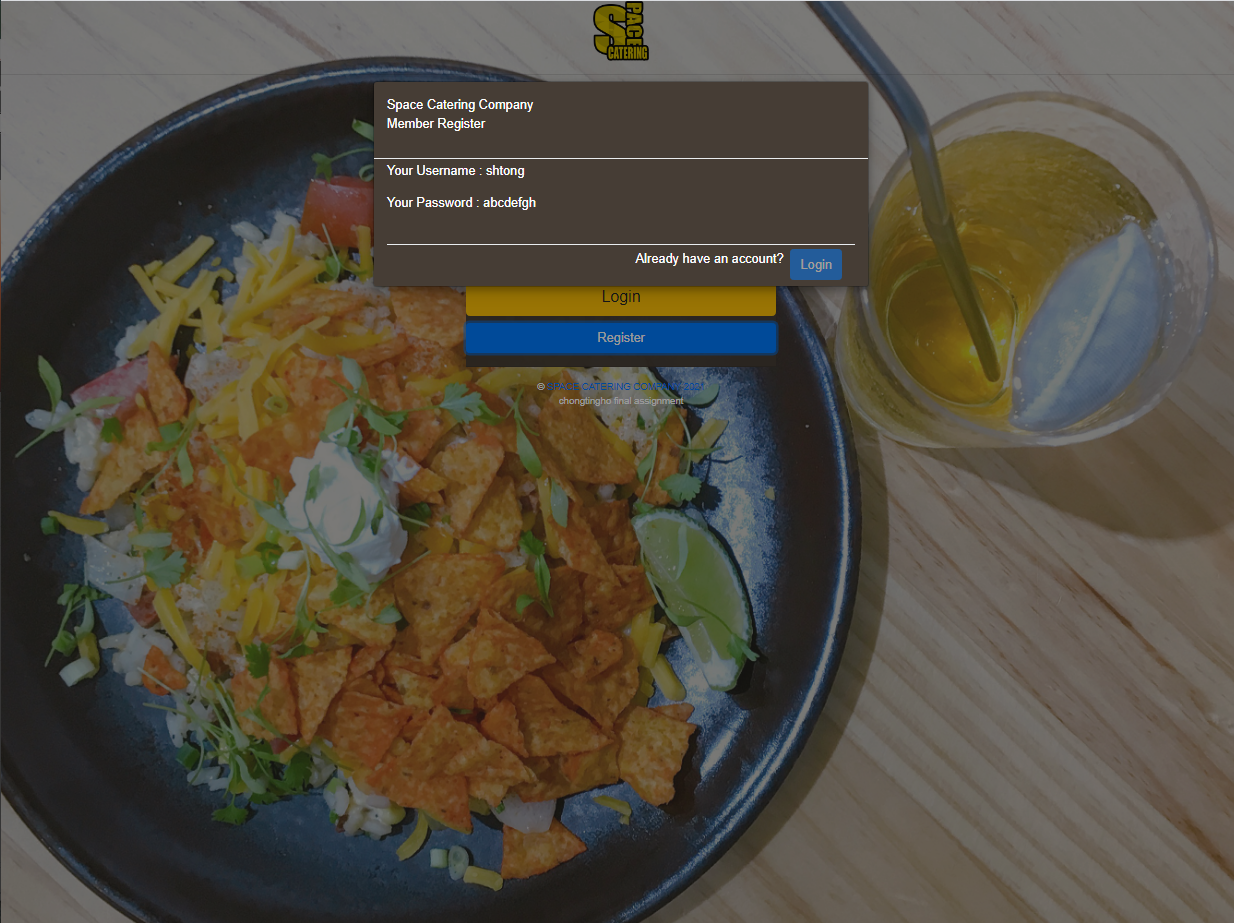 SPACE
CATERING
Space Catering Company
Member Register
Your Username : shtong
Your Password : abcdefgh
Already have an account? Login
Login
Register
© SPACE CATERING COMPANY 2021
chongtingho final assignment